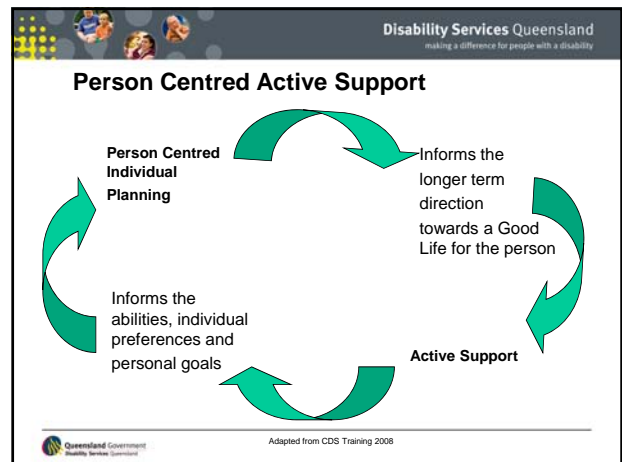 Disability Services Queensland
making a difference for people with a disability
Person Centred Active Support
Person Centred
Individual
Planning
Informs the
longer term
direction
towards a Good
Life for the person
Informs the
abilities, individual
preferences and
personal goals
Active Support
Queensland Government
Disability Services Queensland
Adapted from CDS Training 2008